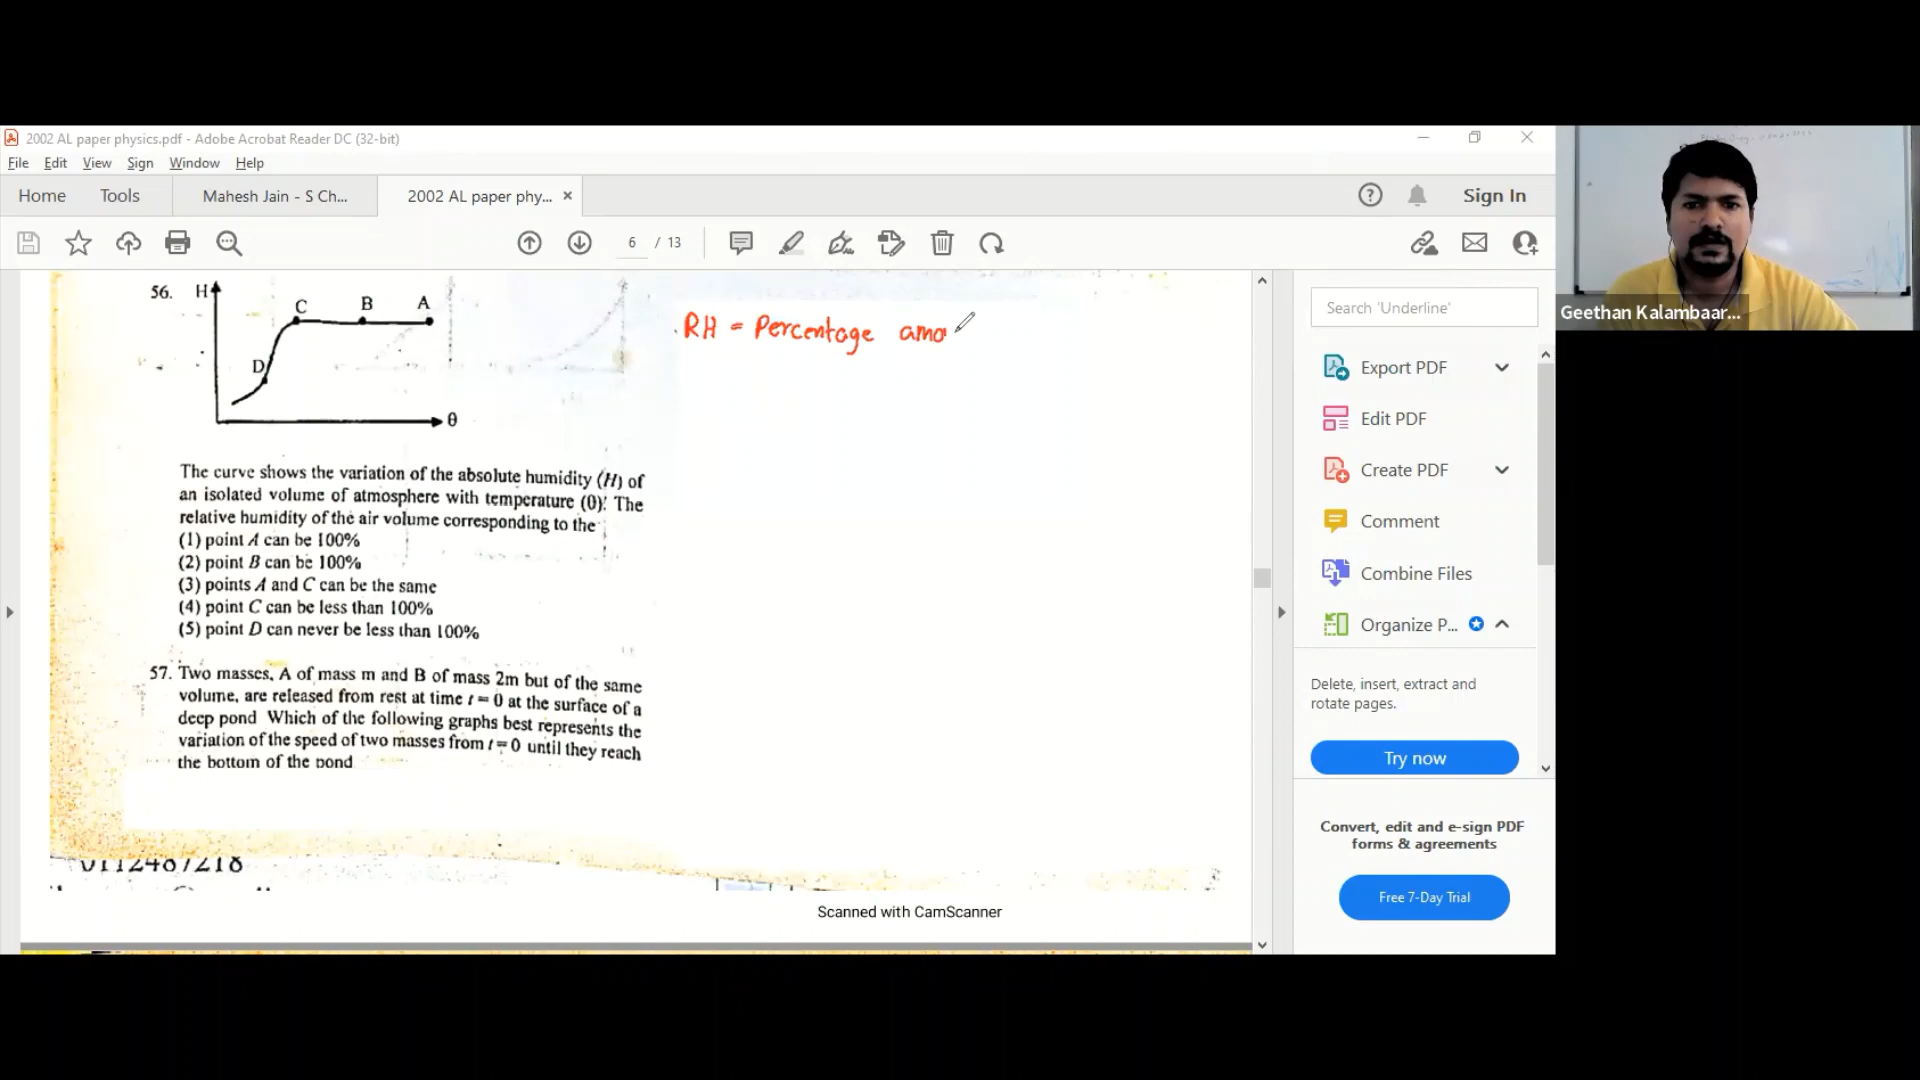 2002 AL paper physics.pdf - Adobe Acrobat Reader DC (32-bit)
File Edit View Sign Window Help
Home Tools Mahesh Jain - S Ch... 2002 AL paper phy... × Sign In
6 / 13
56. H
C B A
D
θ
RH = Percentage amo
The curve shows the variation of the absolute humidity (H) of
an isolated volume of atmosphere with temperature (θ). The
relative humidity of the air volume corresponding to the
(1) point A can be 100%
(2) point B can be 100%
(3) points A and C can be the same
(4) point C can be less than 100%
(5) point D can never be less than 100%
57. Two masses, A of mass m and B of mass 2m but of the same
volume, are released from rest at time t = 0 at the surface of a
deep pond Which of the following graphs best represents the
variation of the speed of two masses from t = 0 until they reach
the bottom of the pond
0112487218
Scanned with CamScanner
Search 'Underline'
Export PDF
Edit PDF
Create PDF
Comment
Combine Files
Organize P...
Delete, insert, extract and
rotate pages.
Try now
Convert, edit and e-sign PDF
forms & agreements
Free 7-Day Trial
Geethan Kalambaar...